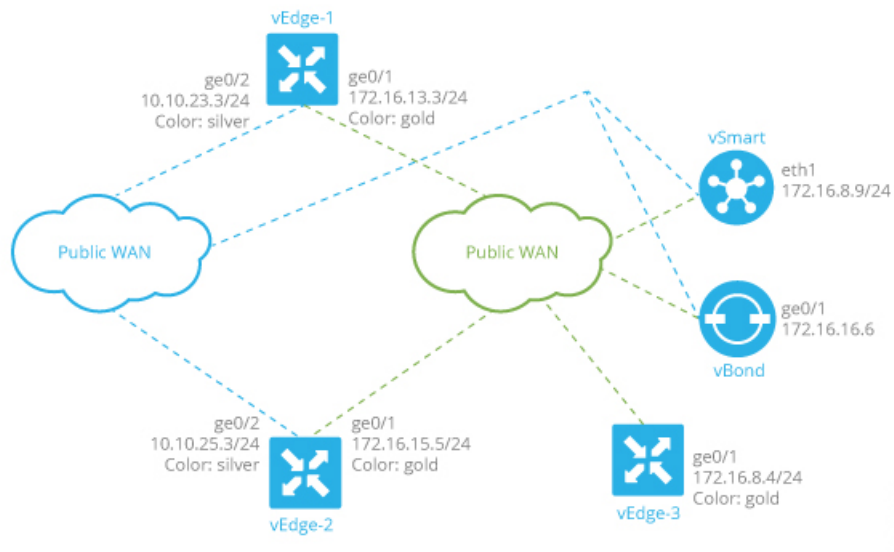 vEdge-1
ge0/2
10.10.23.3/24
Color: silver
ge0/1
172.16.13.3/24
Color: gold
vSmart
eth1
172.16.8.9/24
Public WAN
Public WAN
ge0/1
172.16.16.6
vBond
ge0/2
10.10.25.3/24
Color: silver
ge0/1
172.16.15.5/24
Color: gold
vEdge-2
ge0/1
172.16.8.4/24
Color: gold
vEdge-3